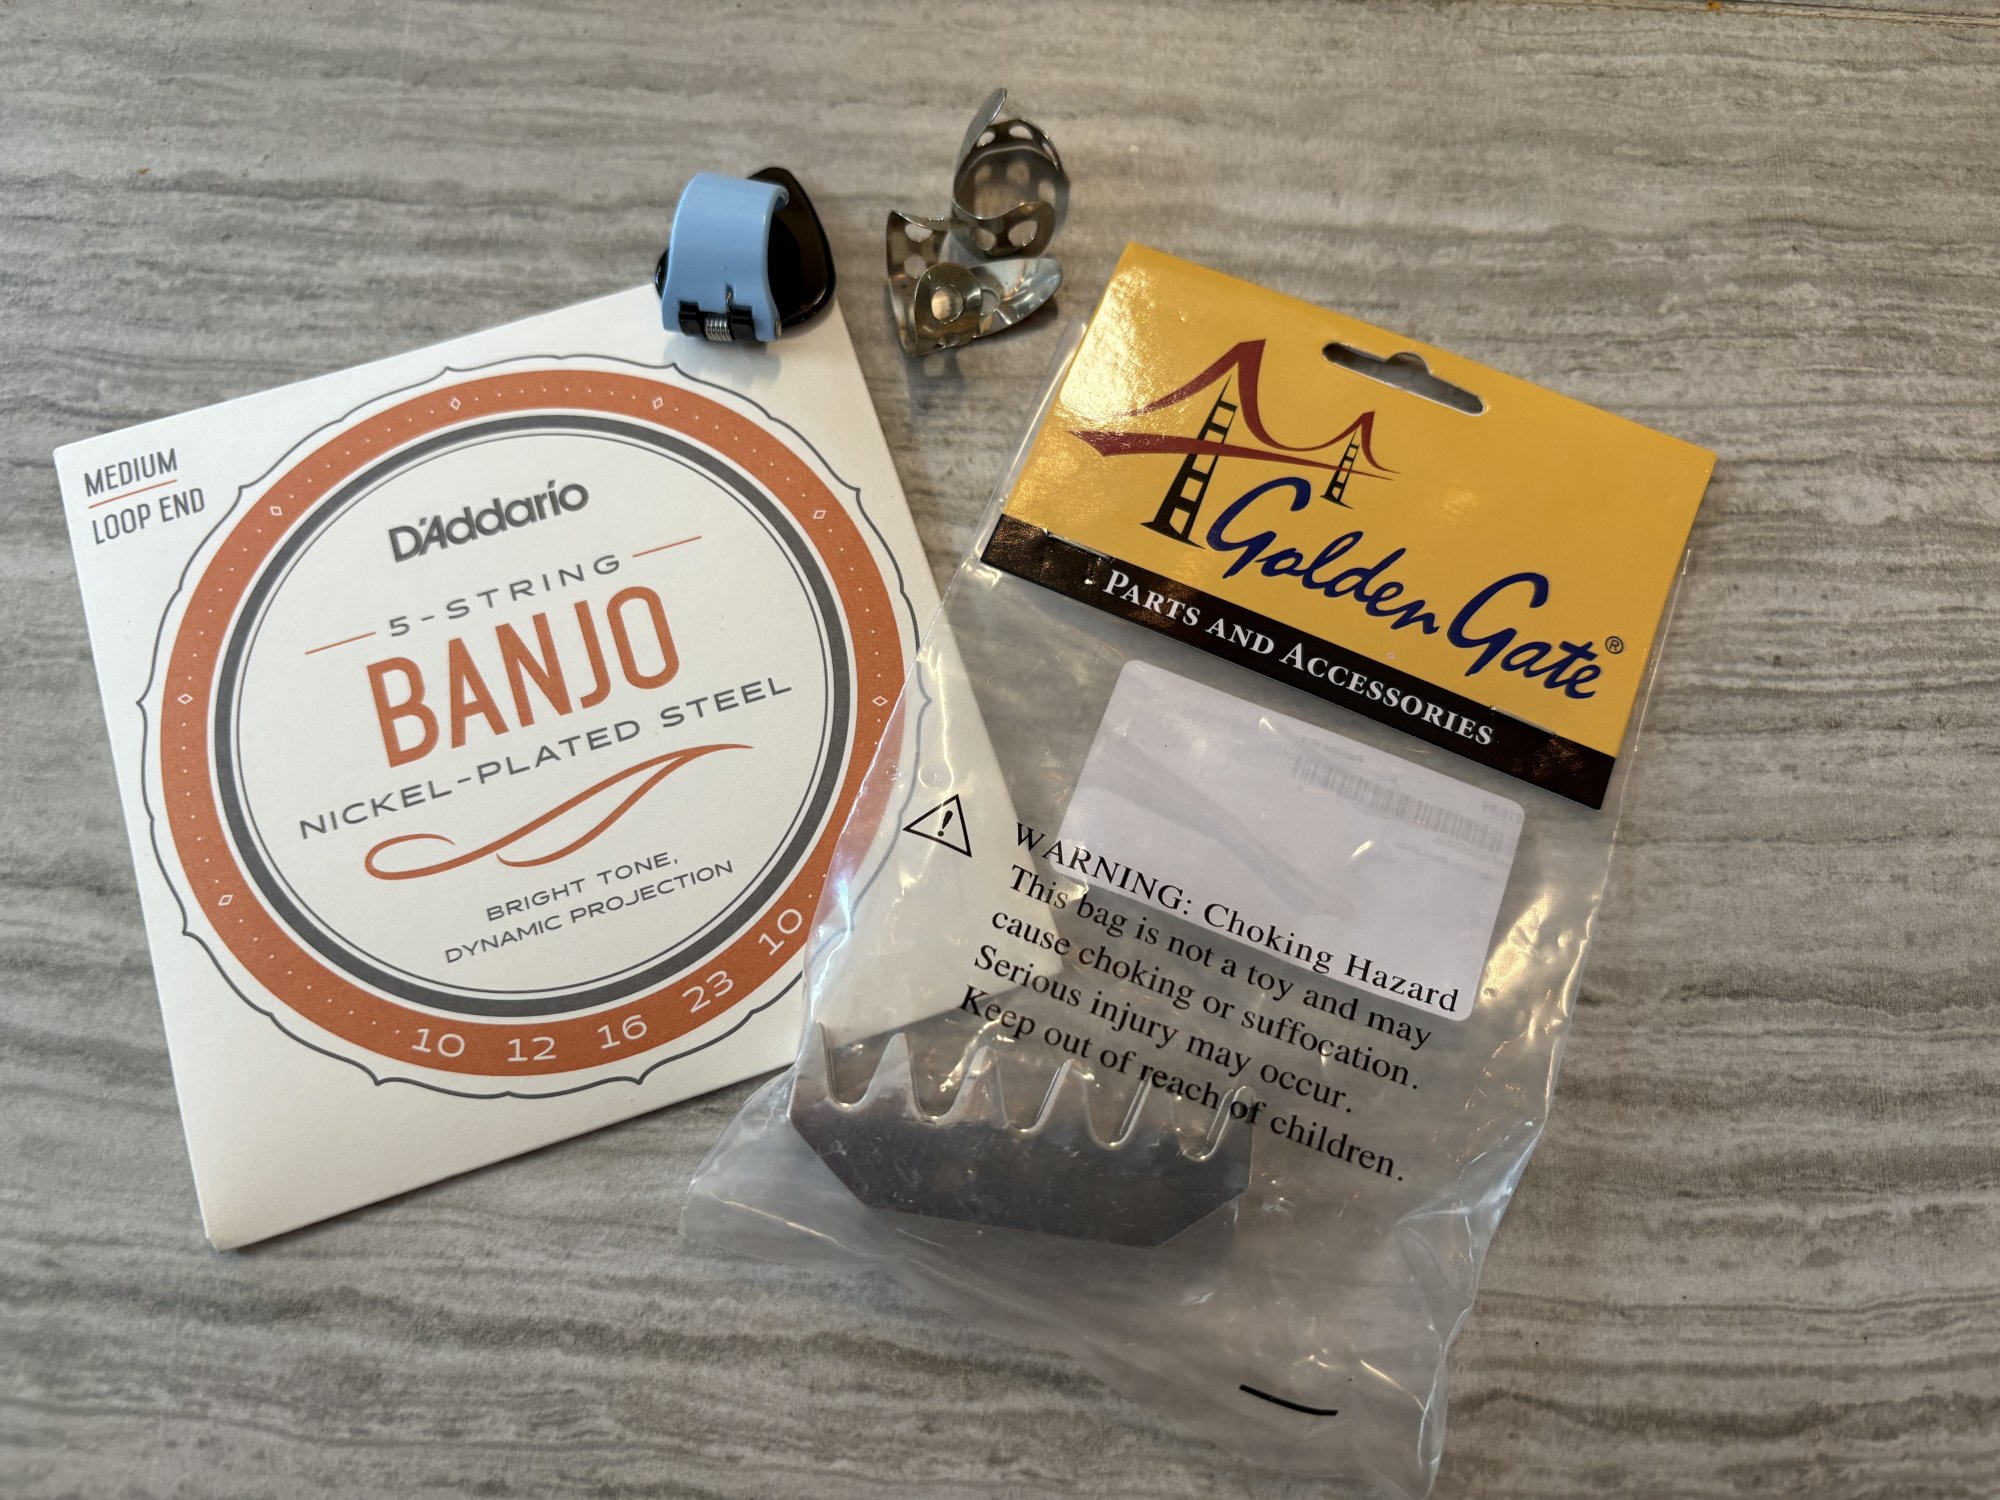 MEDIUM
LOOP END
D'Addario
5-STRING
BANJO
NICKEL-PLATED STEEL
BRIGHT TONE,
DYNAMIC PROJECTION
10 12 16 23 10
Golden Gate®
PARTS AND ACCESSORIES
WARNING: Choking Hazard
This bag is not a toy and may
cause choking or suffocation.
Serious injury may occur.
Keep out of reach of children.